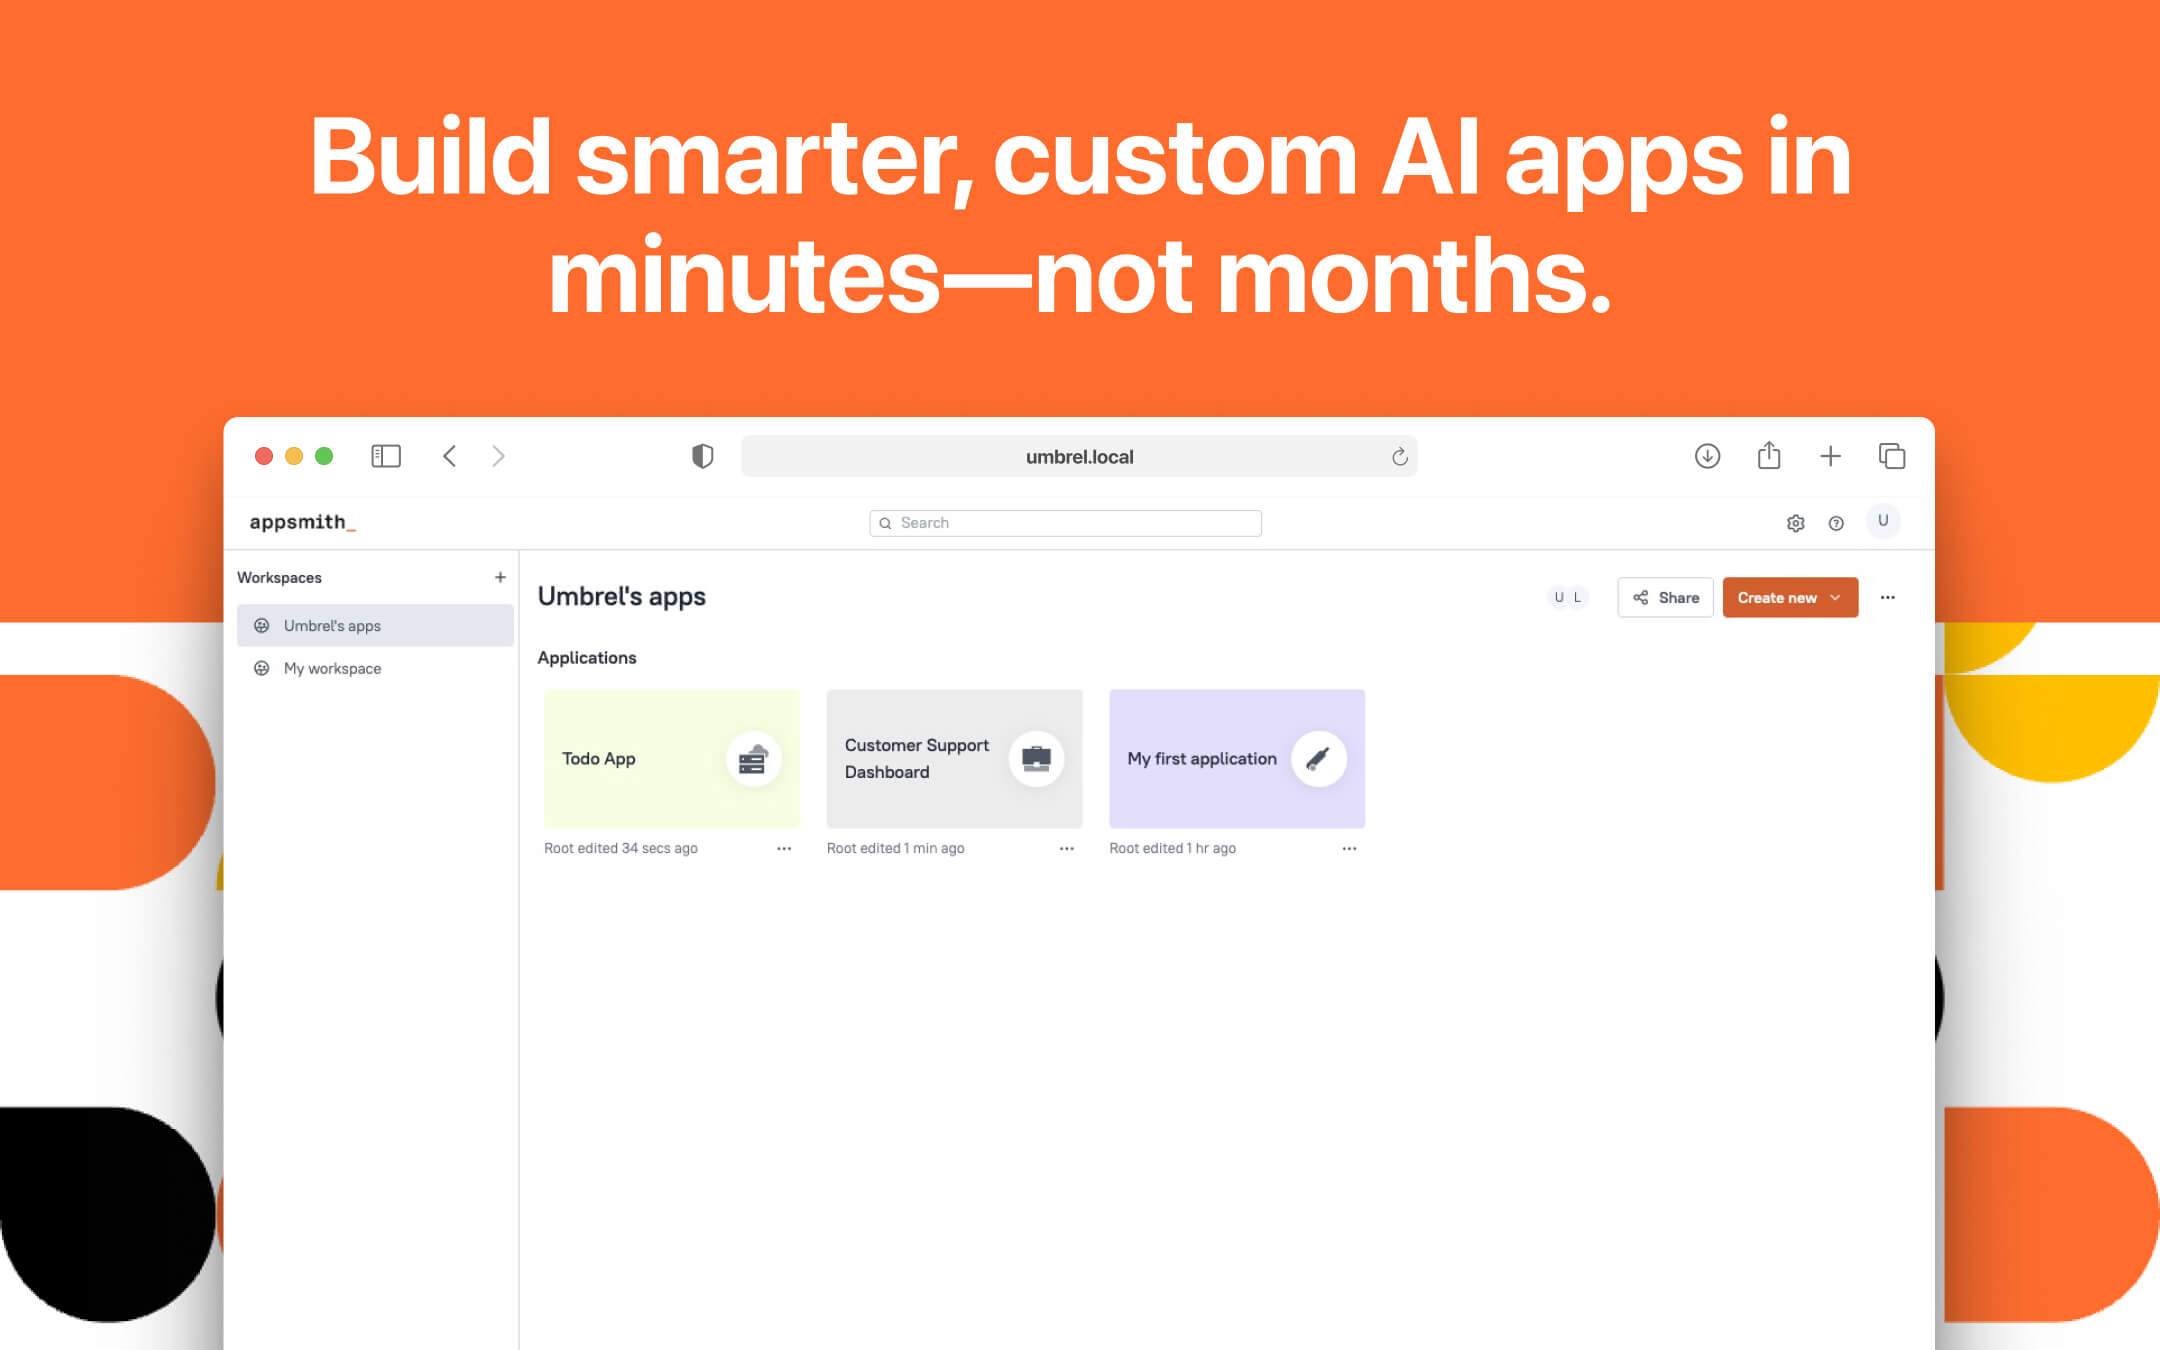 Build smarter, custom AI apps in
minutes—not months.
umbrel.local
appsmith_
Search
U
Workspaces
Umbrel's apps
My workspace
Umbrel's apps
U L
Share
Create new
Applications
Todo App
Customer Support
Dashboard
My first application
Root edited 34 secs ago
Root edited 1 min ago
Root edited 1 hr ago